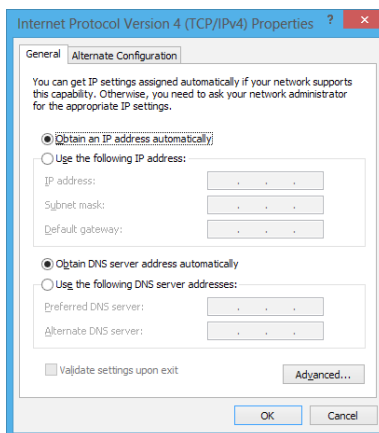 Internet Protocol Version 4 (TCP/IPv4) Properties ?
General Alternate Configuration
You can get IP settings assigned automatically if your network supports
this capability. Otherwise, you need to ask your network administrator
for the appropriate IP settings.
Obtain an IP address automatically
Use the following IP address:
IP address:
Subnet mask:
Default gateway:
Obtain DNS server address automatically
Use the following DNS server addresses:
Preferred DNS server:
Alternate DNS server:
Validate settings upon exit
Advanced...
OK Cancel